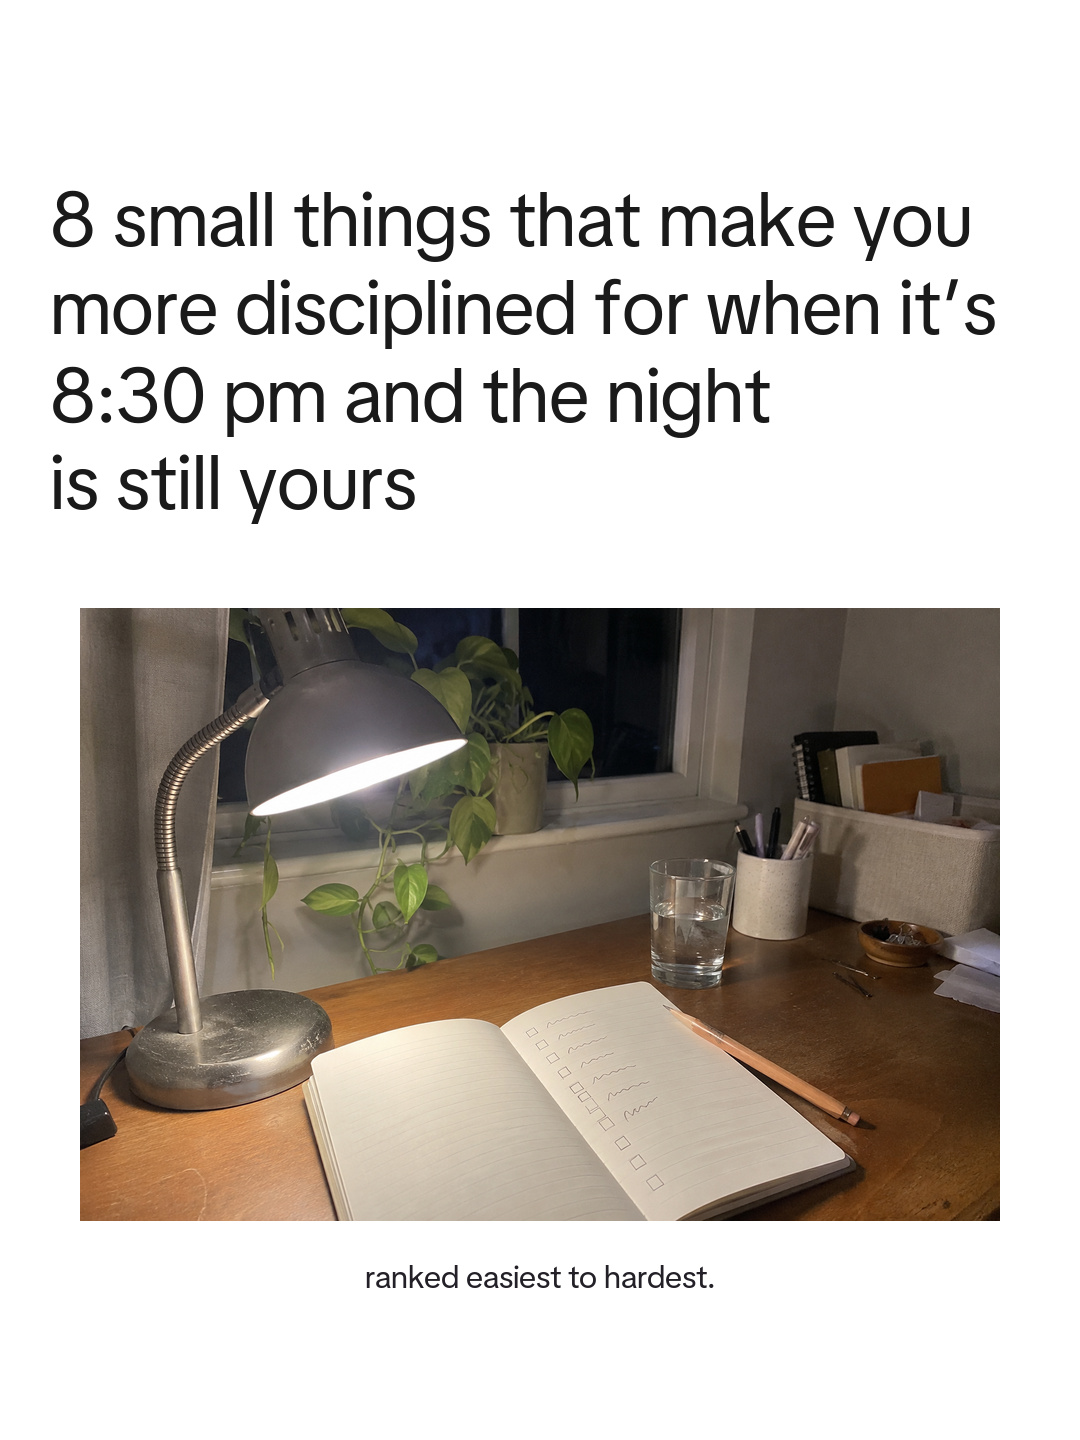 8 small things that make you
more disciplined for when it’s
8:30 pm and the night
is still yours
ranked easiest to hardest.